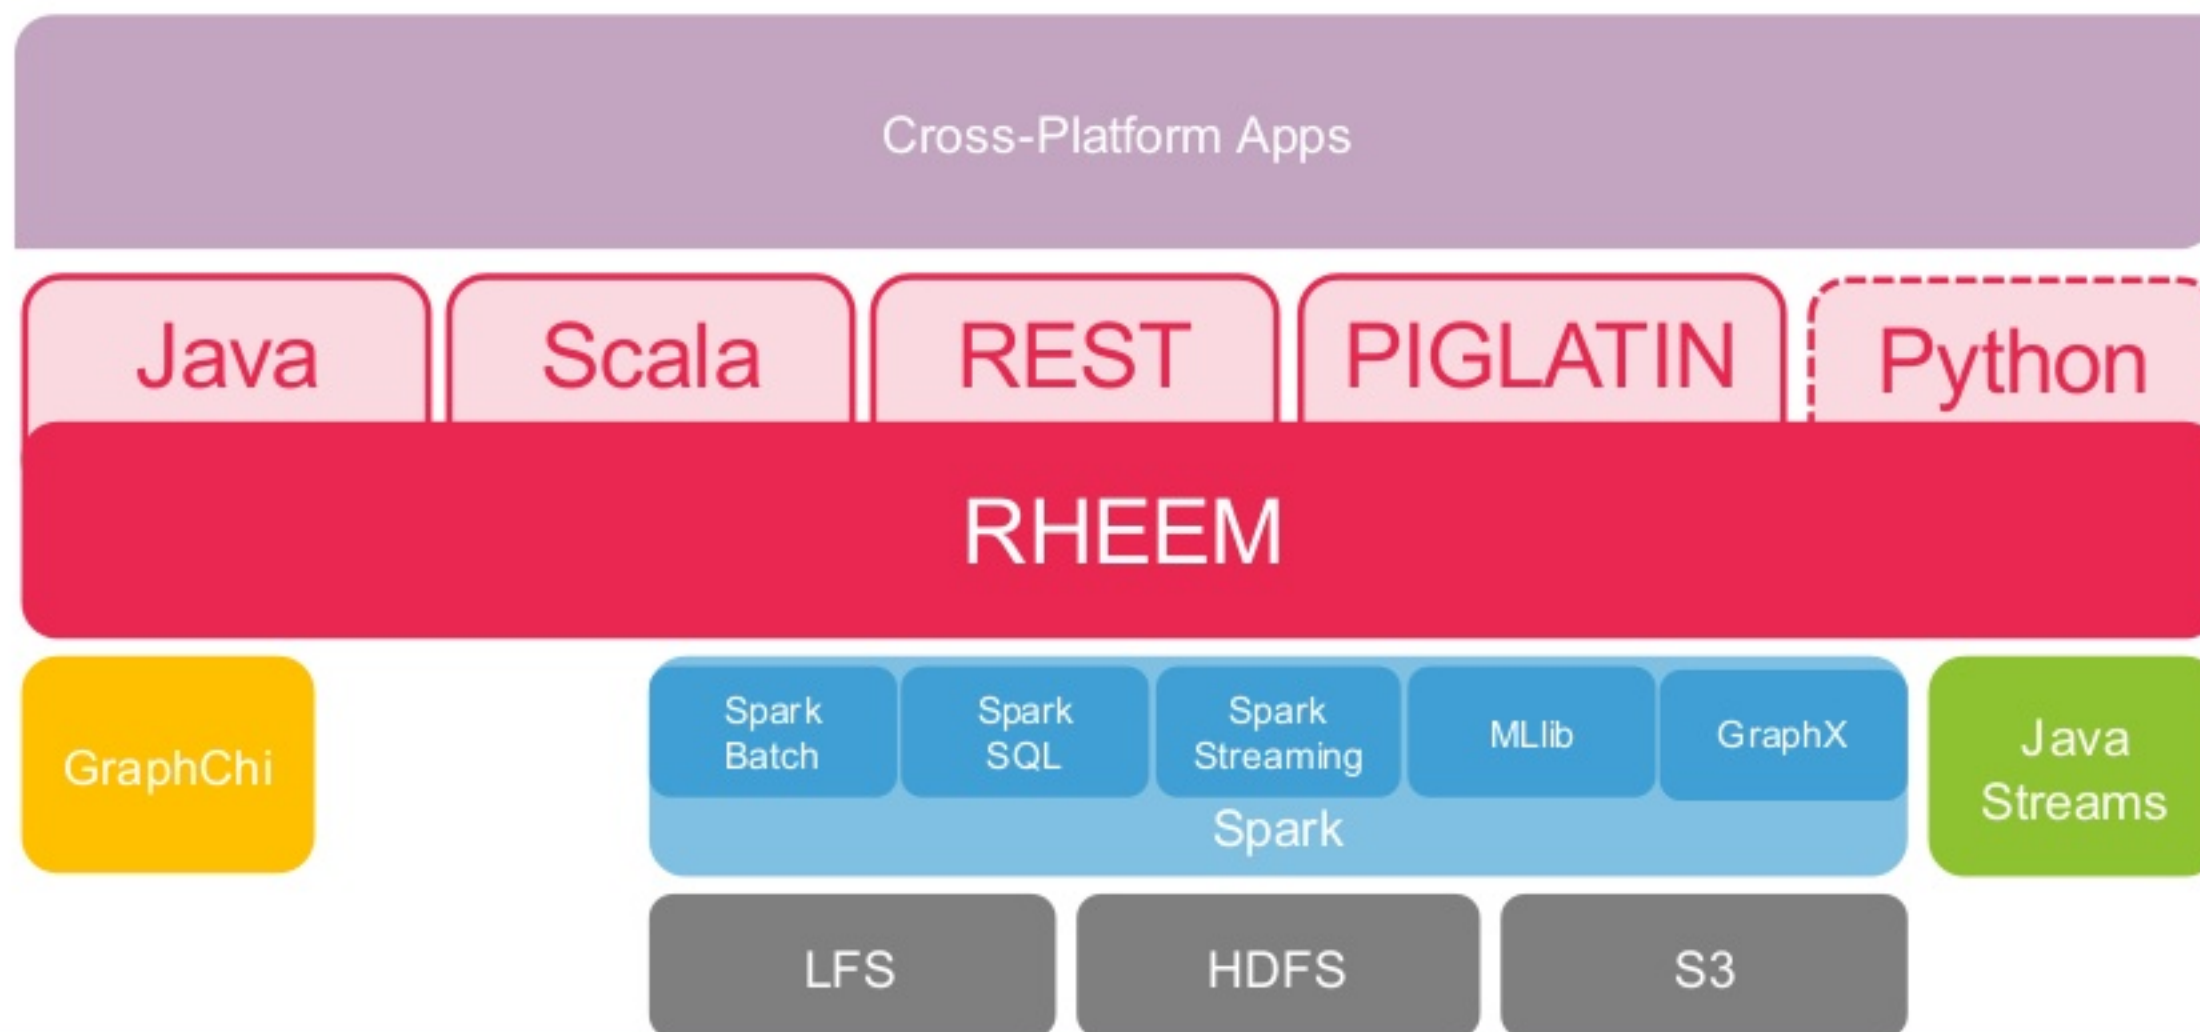 Cross-Platform Apps
Java
Scala
REST
PIGLATIN
Python
RHEEM
GraphChi
Spark
Batch
Spark
SQL
Spark
Streaming
MLlib
GraphX
Spark
Java
Streams
LFS
HDFS
S3